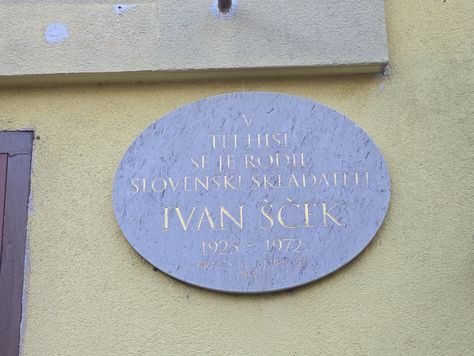 V
TEJ HIŠI
SE JE RODIL
SLOVENSKI SKLADATELJ
IVAN ŠČEK
1925 - 1972